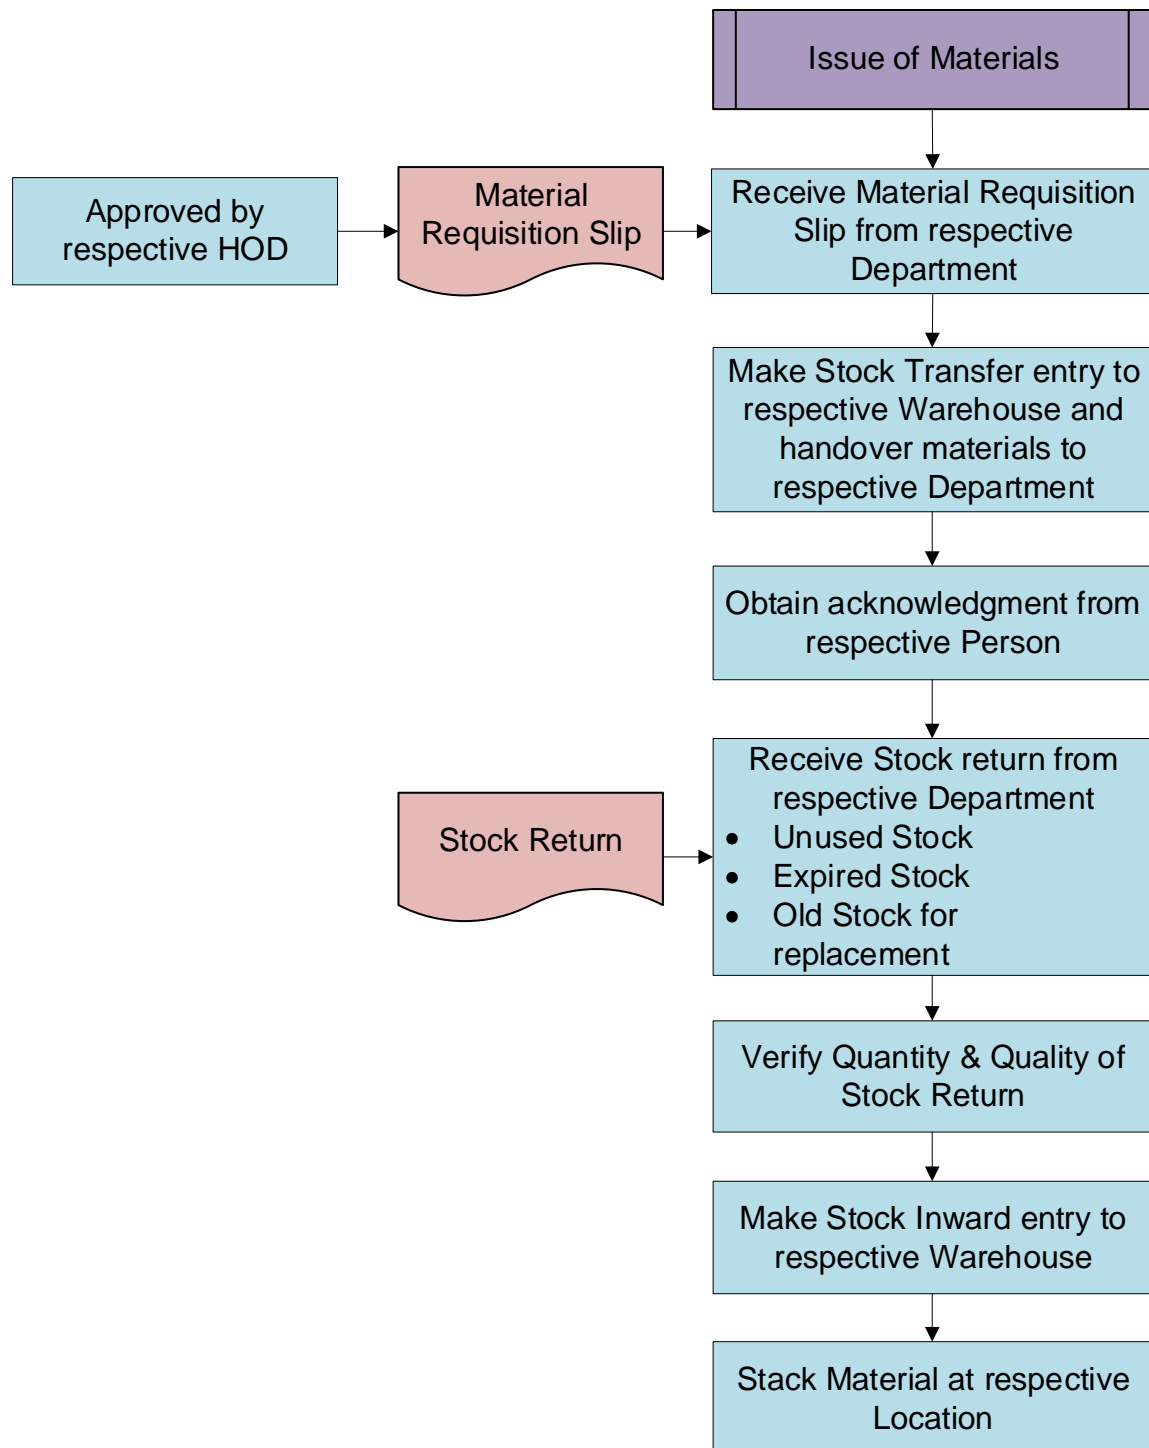 Issue of Materials
Approved by
respective HOD
Material
Requisition Slip
Receive Material Requisition
Slip from respective
Department
Make Stock Transfer entry to
respective Warehouse and
handover materials to
respective Department
Obtain acknowledgment from
respective Person
Stock Return
Receive Stock return from
respective Department
• Unused Stock
• Expired Stock
• Old Stock for
replacement
Verify Quantity & Quality of
Stock Return
Make Stock Inward entry to
respective Warehouse
Stack Material at respective
Location